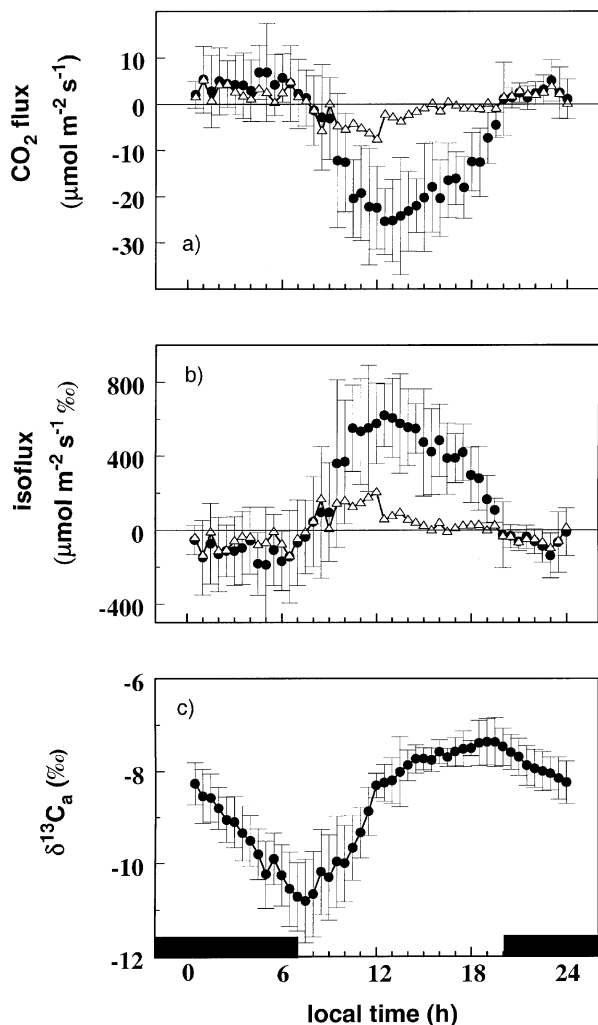 10
0
-10
-20
-30
CO₂ flux
(µmol m⁻² s⁻¹)
a)
800
400
0
-400
isoflux
(µmol m⁻² s⁻¹ ‰)
b)
-6
-8
-10
-12
δ¹³Cₐ (‰)
c)
0 6 12 18 24
local time (h)